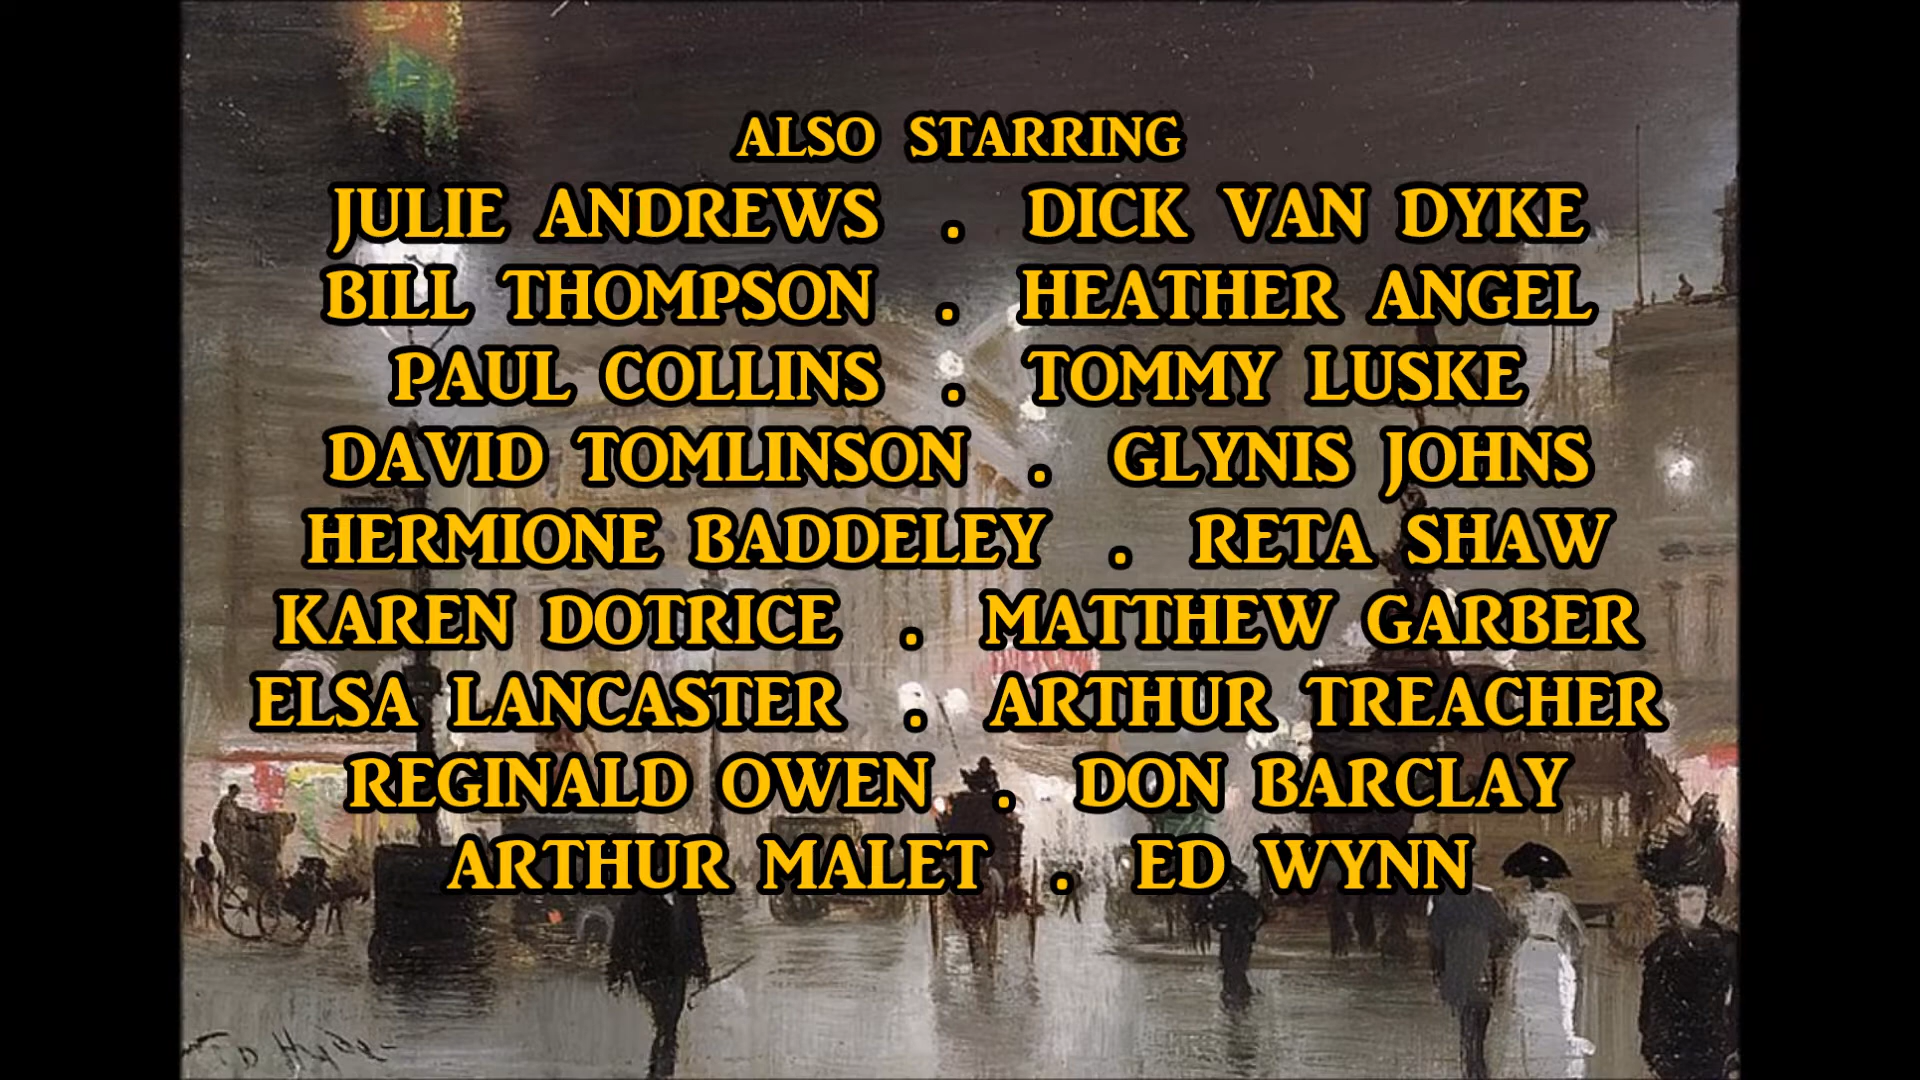 ALSO STARRING
JULIE ANDREWS . DICK VAN DYKE
BILL THOMPSON . HEATHER ANGEL
PAUL COLLINS . TOMMY LUSKE
DAVID TOMLINSON . GLYNIS JOHNS
HERMIONE BADDELEY . RETA SHAW
KAREN DOTRICE . MATTHEW GARBER
ELSA LANCASTER . ARTHUR TREACHER
REGINALD OWEN . DON BARCLAY
ARTHUR MALET . ED WYNN